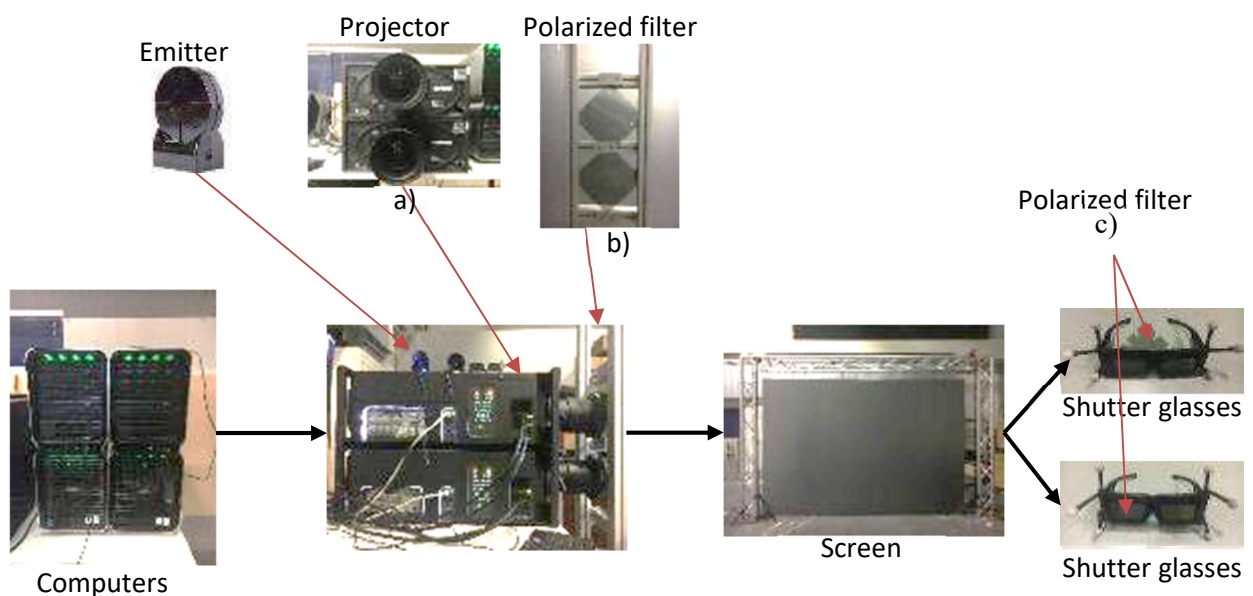 Emitter
Projector
Polarized filter
a)
b)
Polarized filter
c)
Computers
Screen
Shutter glasses
Shutter glasses